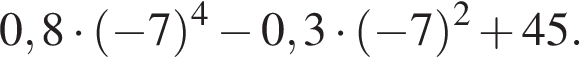 0,8 · (−7)⁴ − 0,3 · (−7)² + 45.